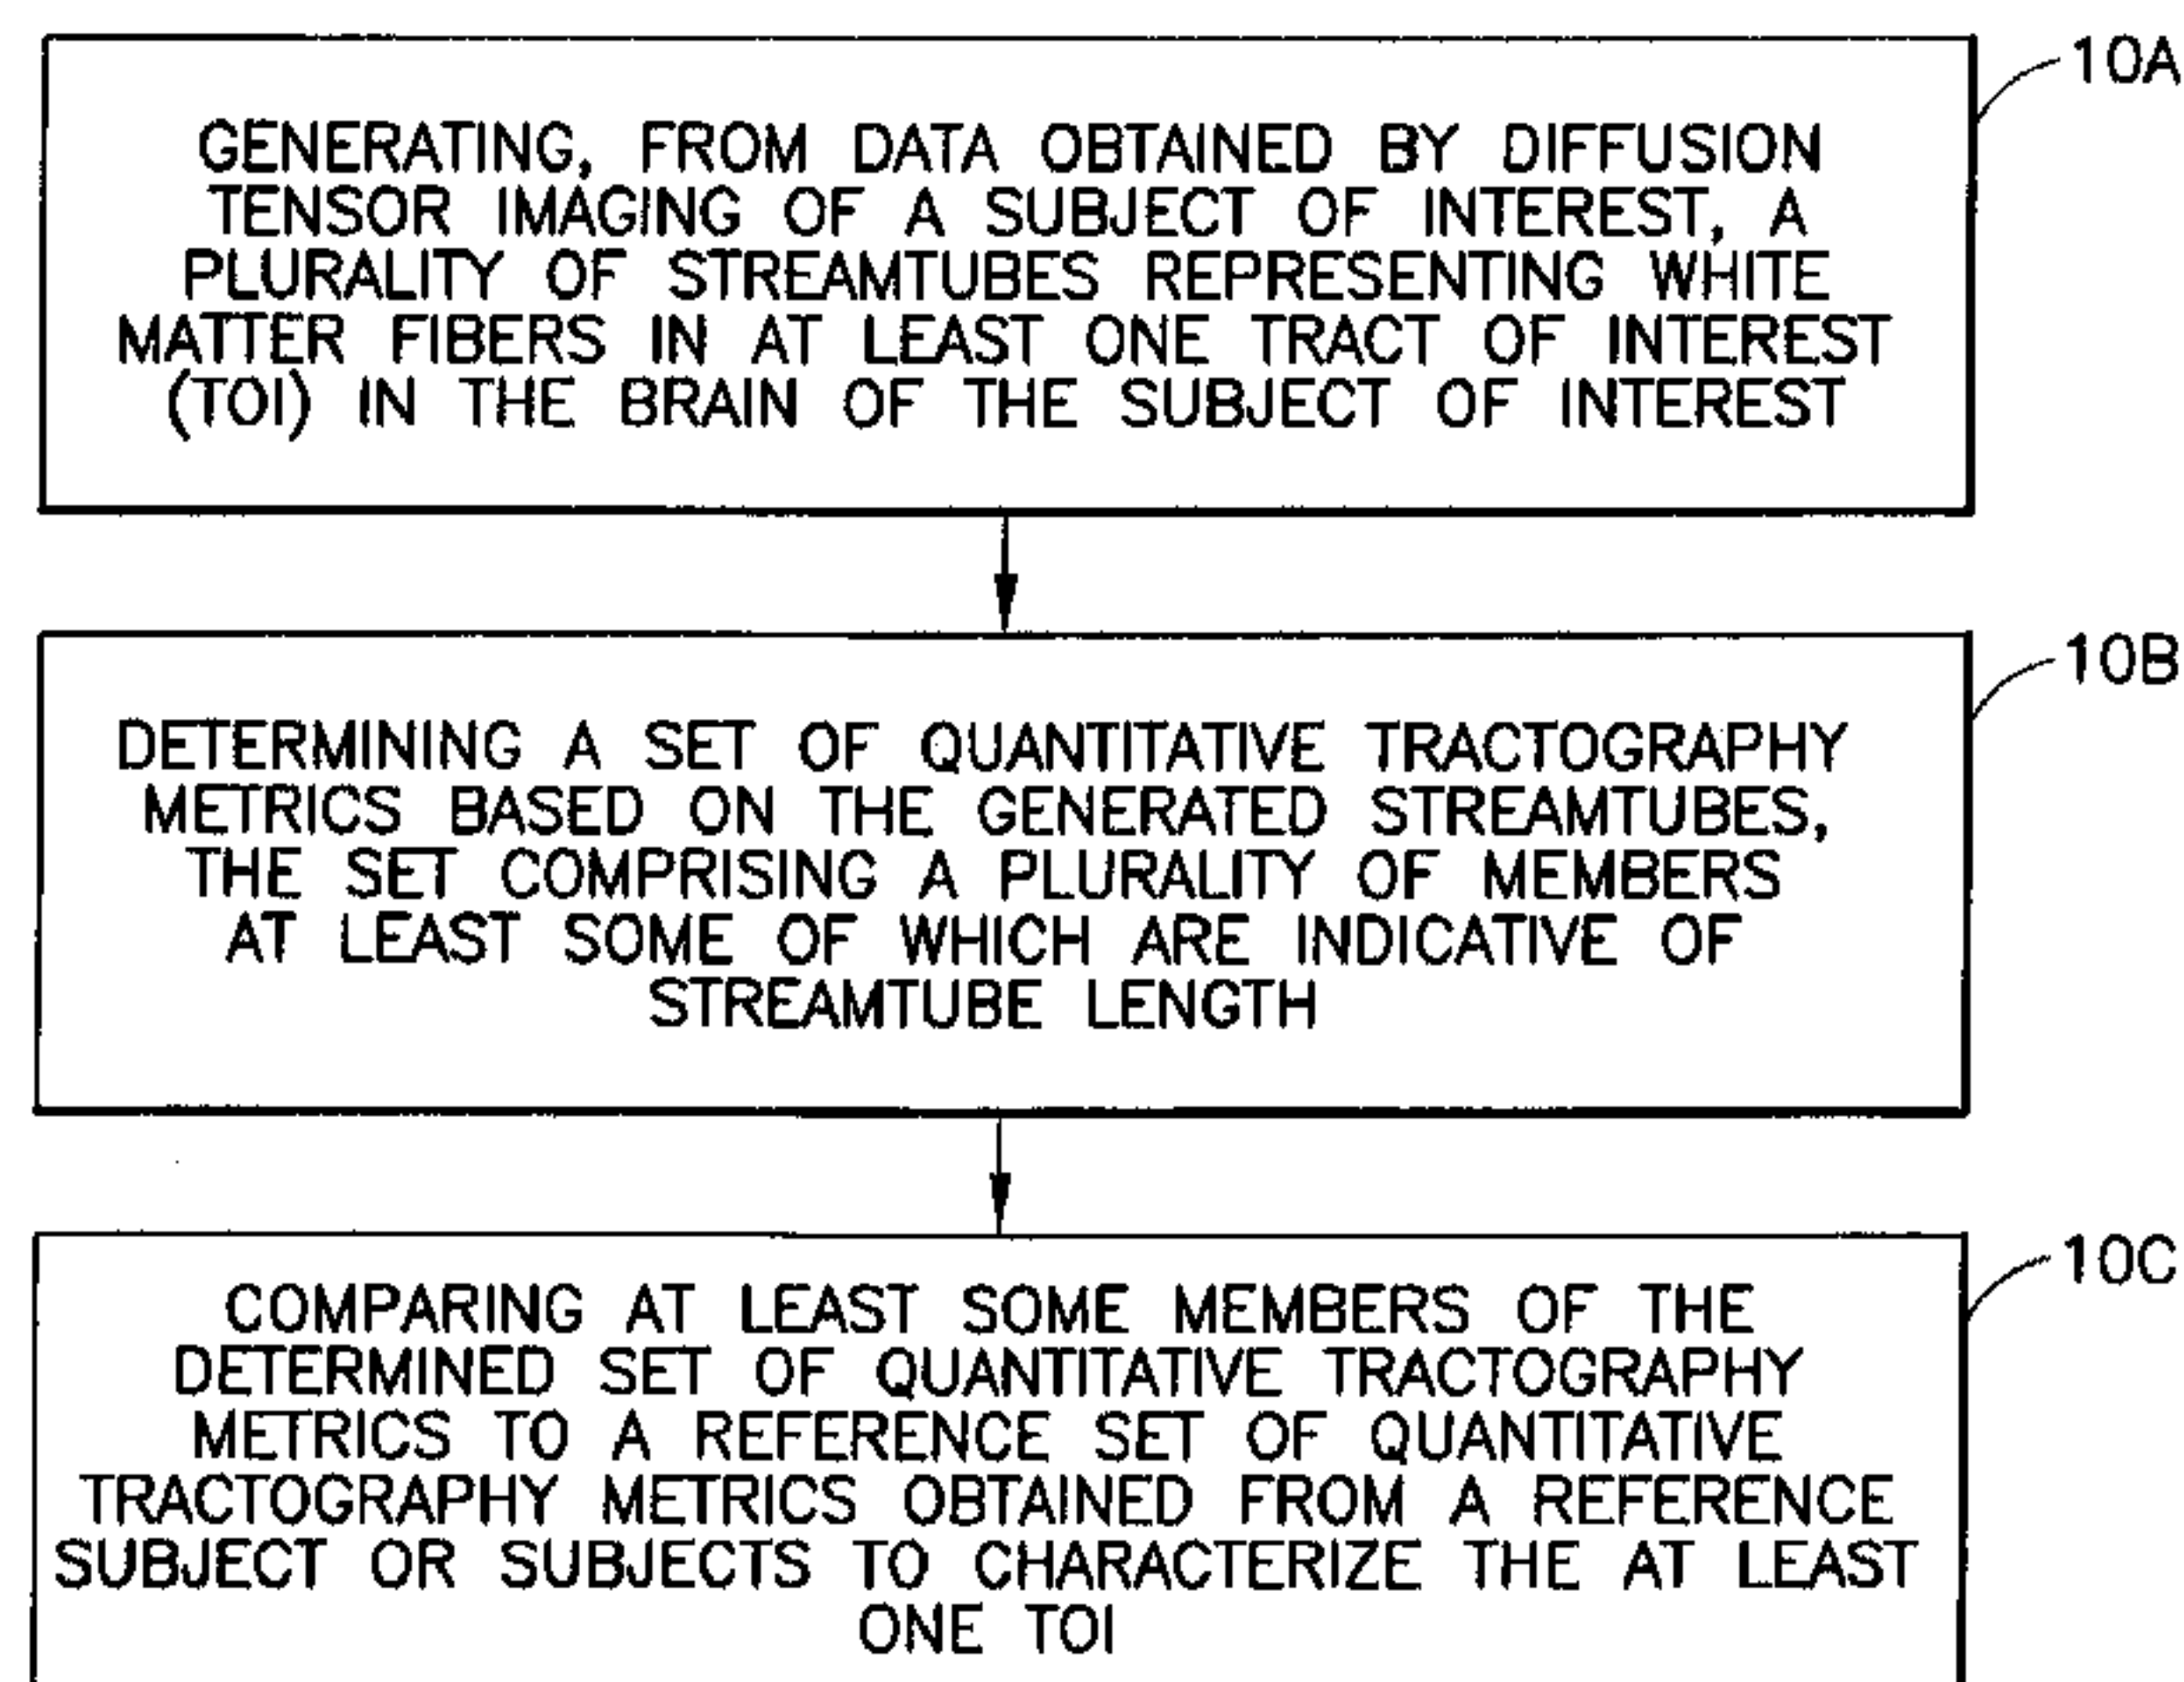 10A
GENERATING, FROM DATA OBTAINED BY DIFFUSION
TENSOR IMAGING OF A SUBJECT OF INTEREST, A
PLURALITY OF STREAMTUBES REPRESENTING WHITE
MATTER FIBERS IN AT LEAST ONE TRACT OF INTEREST
(TOI) IN THE BRAIN OF THE SUBJECT OF INTEREST
10B
DETERMINING A SET OF QUANTITATIVE TRACTOGRAPHY
METRICS BASED ON THE GENERATED STREAMTUBES,
THE SET COMPRISING A PLURALITY OF MEMBERS
AT LEAST SOME OF WHICH ARE INDICATIVE OF
STREAMTUBE LENGTH
10C
COMPARING AT LEAST SOME MEMBERS OF THE
DETERMINED SET OF QUANTITATIVE TRACTOGRAPHY
METRICS TO A REFERENCE SET OF QUANTITATIVE
TRACTOGRAPHY METRICS OBTAINED FROM A REFERENCE
SUBJECT OR SUBJECTS TO CHARACTERIZE THE AT LEAST
ONE TOI